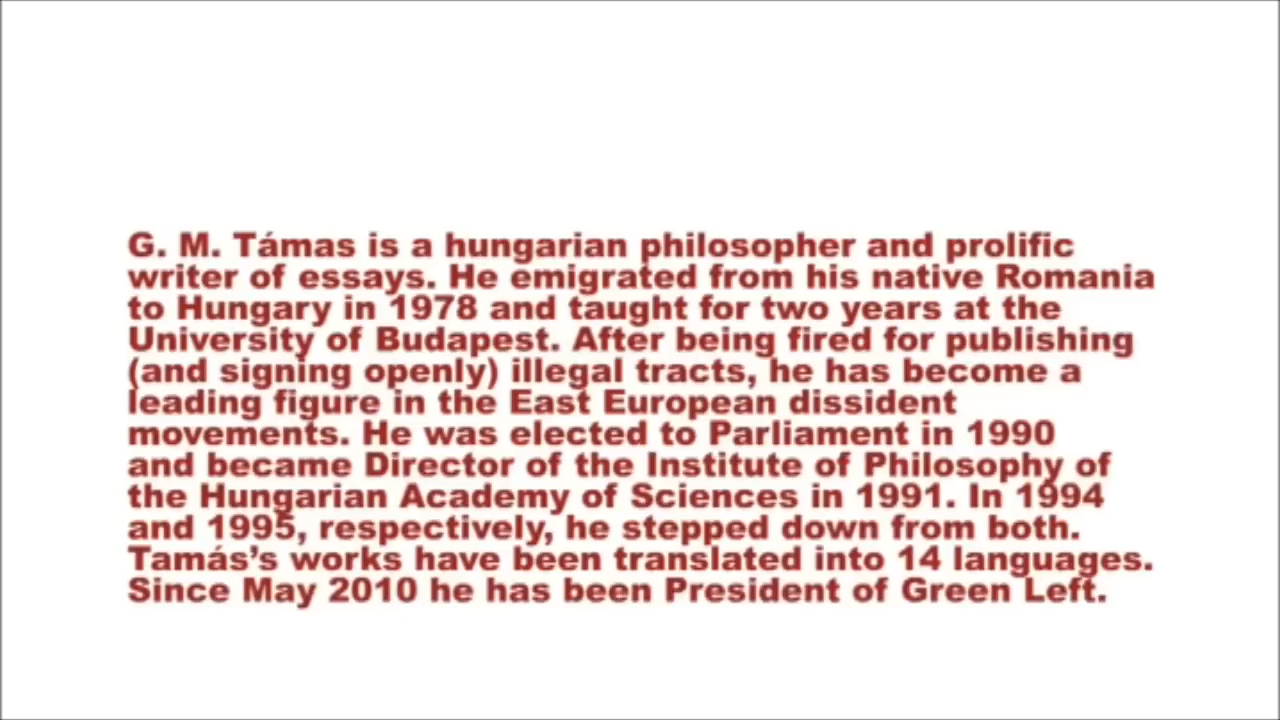 G. M. Támas is a hungarian philosopher and prolific
writer of essays. He emigrated from his native Romania
to Hungary in 1978 and taught for two years at the
University of Budapest. After being fired for publishing
(and signing openly) illegal tracts, he has become a
leading figure in the East European dissident
movements. He was elected to Parliament in 1990
and became Director of the Institute of Philosophy of
the Hungarian Academy of Sciences in 1991. In 1994
and 1995, respectively, he stepped down from both.
Tamás’s works have been translated into 14 languages.
Since May 2010 he has been President of Green Left.